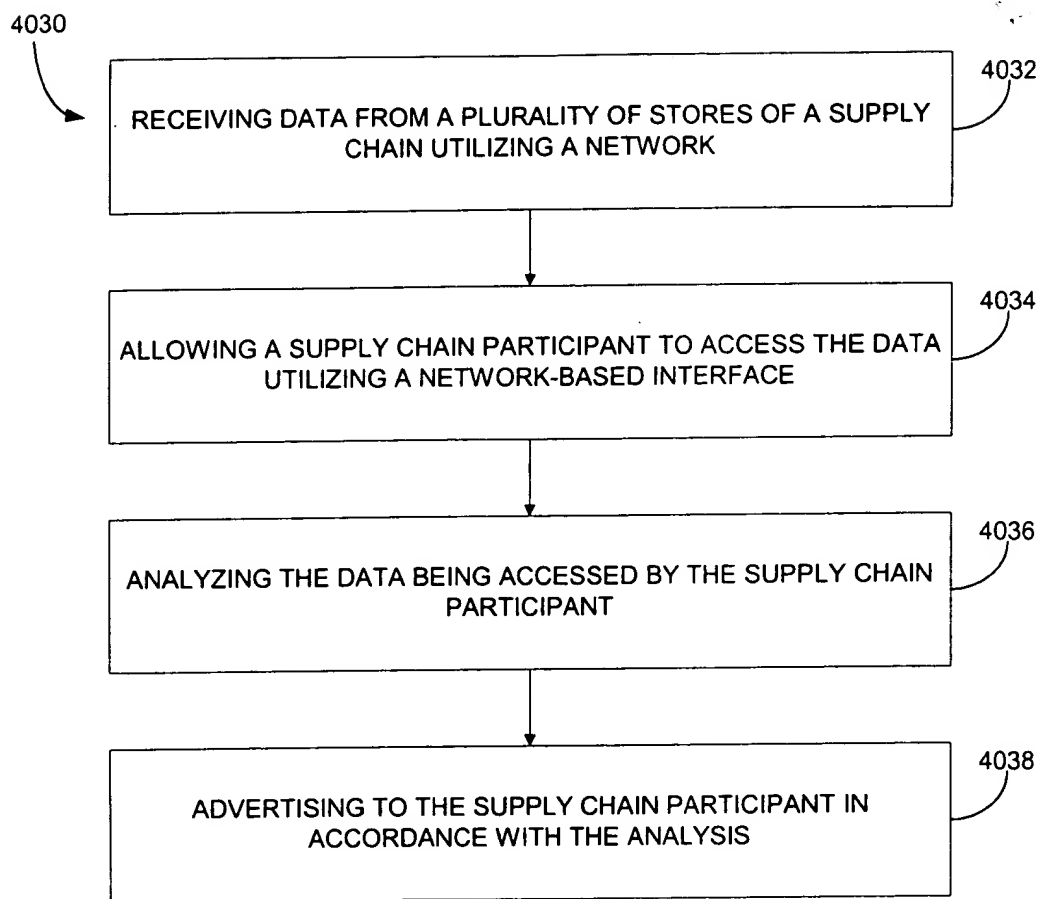 4030
4032
RECEIVING DATA FROM A PLURALITY OF STORES OF A SUPPLY
CHAIN UTILIZING A NETWORK
4034
ALLOWING A SUPPLY CHAIN PARTICIPANT TO ACCESS THE DATA
UTILIZING A NETWORK-BASED INTERFACE
4036
ANALYZING THE DATA BEING ACCESSED BY THE SUPPLY CHAIN
PARTICIPANT
4038
ADVERTISING TO THE SUPPLY CHAIN PARTICIPANT IN
ACCORDANCE WITH THE ANALYSIS